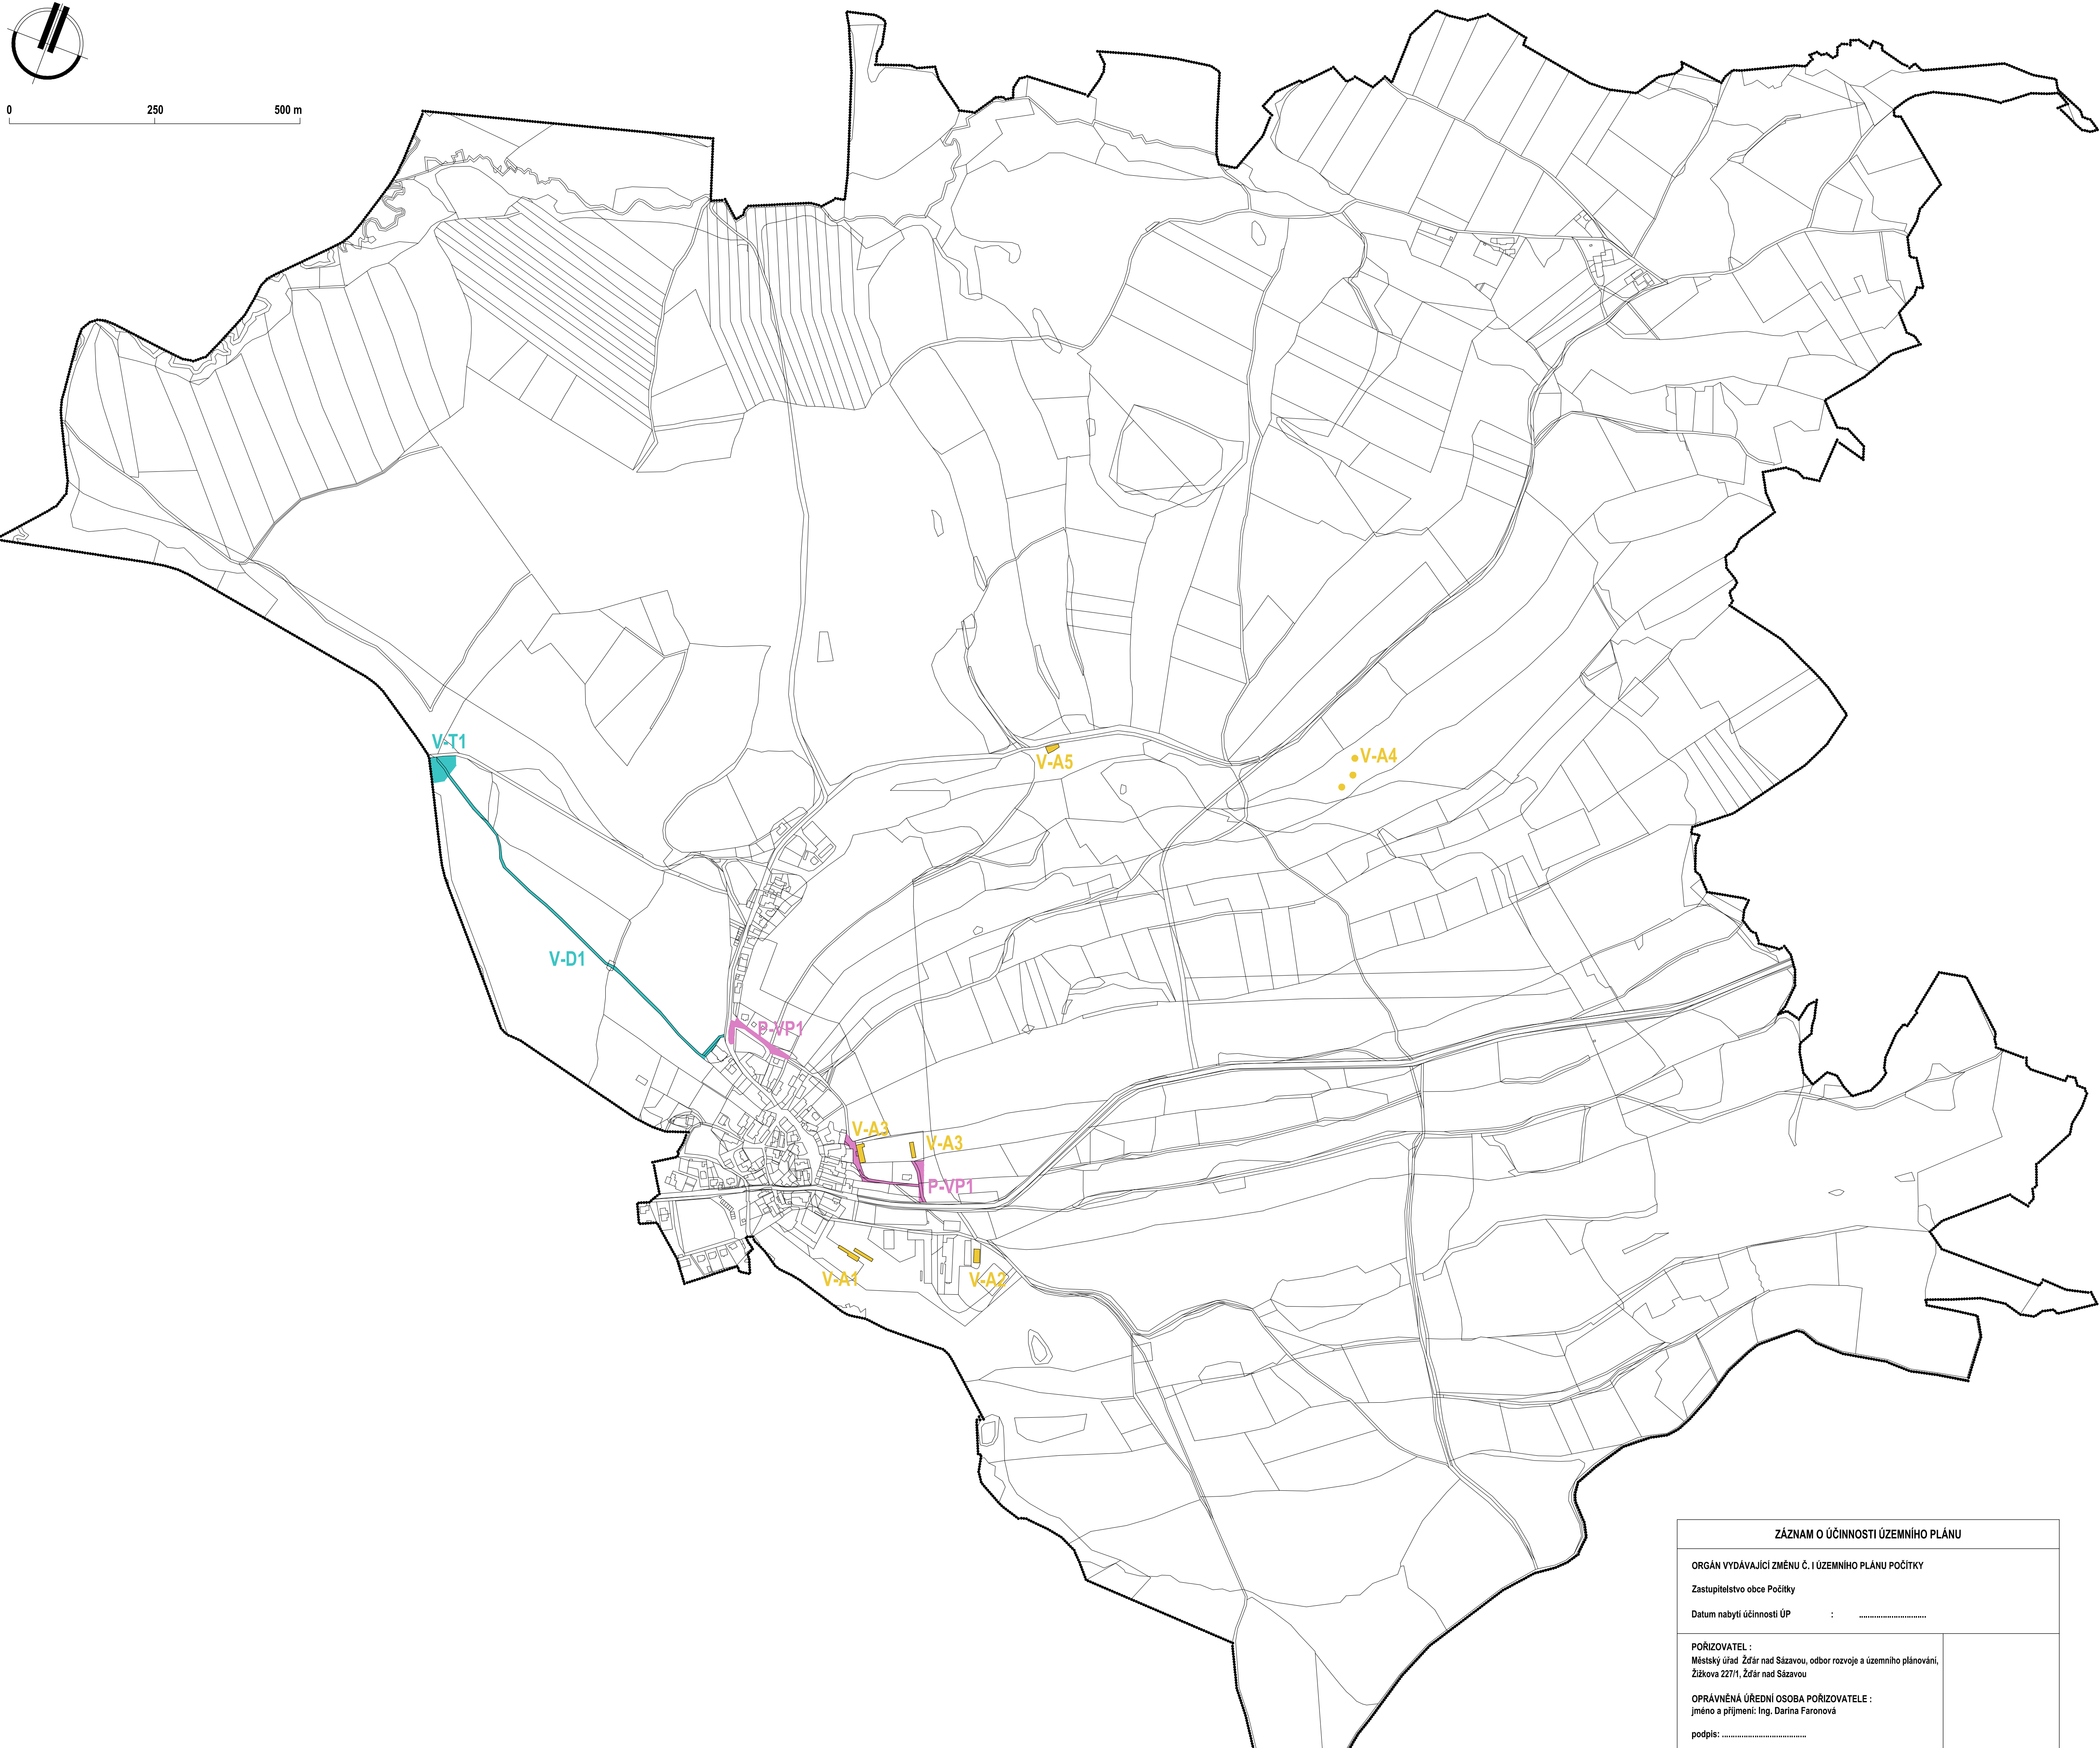 0 250 500 m
V-T1
V-A5
V-A4
V-D1
P-VP1
V-A3
V-A3
P-VP1
V-A1
V-A2
ZÁZNAM O ÚČINNOSTI ÚZEMNÍHO PLÁNU
ORGÁN VYDÁVAJÍCÍ ZMĚNU Č. I ÚZEMNÍHO PLÁNU POČÍTKY
Zastupitelstvo obce Počítky
Datum nabytí účinnosti ÚP : ...............................
POŘIZOVATEL :
Městský úřad Žďár nad Sázavou, odbor rozvoje a územního plánování,
Žižkova 227/1, Žďár nad Sázavou
OPRÁVNĚNÁ ÚŘEDNÍ OSOBA POŘIZOVATELE :
jméno a příjmení: Ing. Darina Faronová
podpis: .......................................